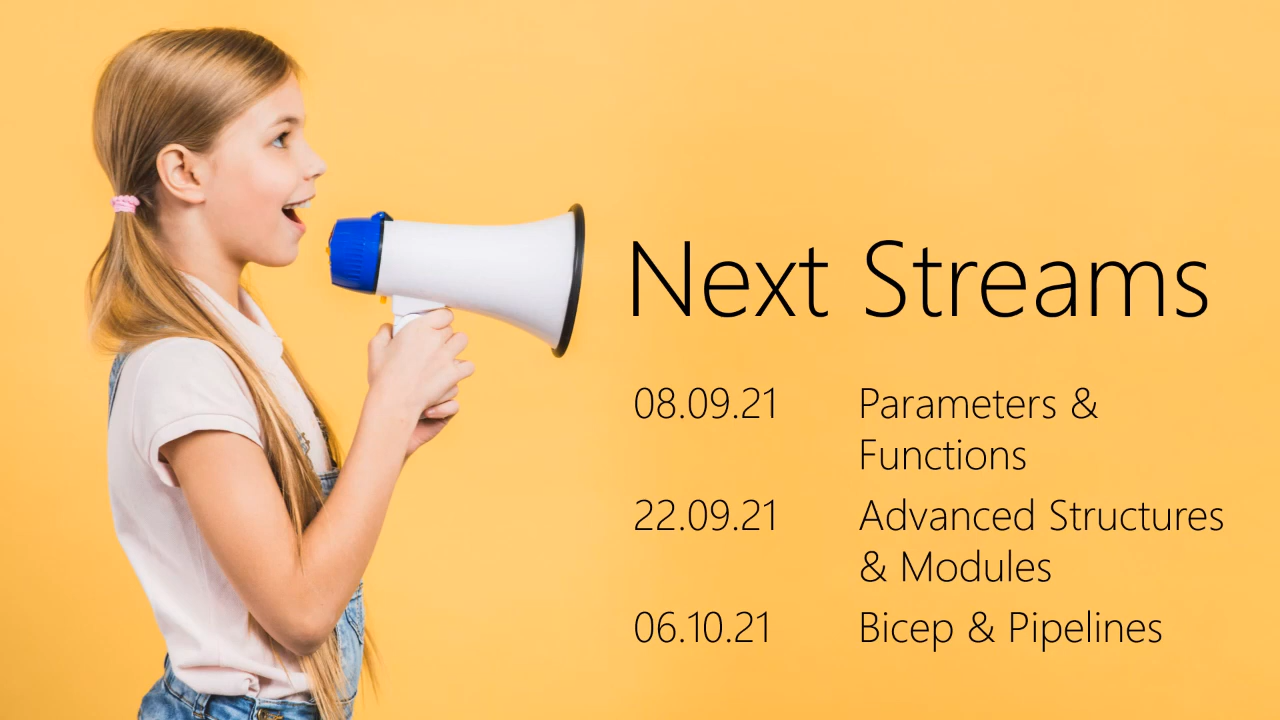 Next Streams
08.09.21 Parameters &
Functions
22.09.21 Advanced Structures
& Modules
06.10.21 Bicep & Pipelines